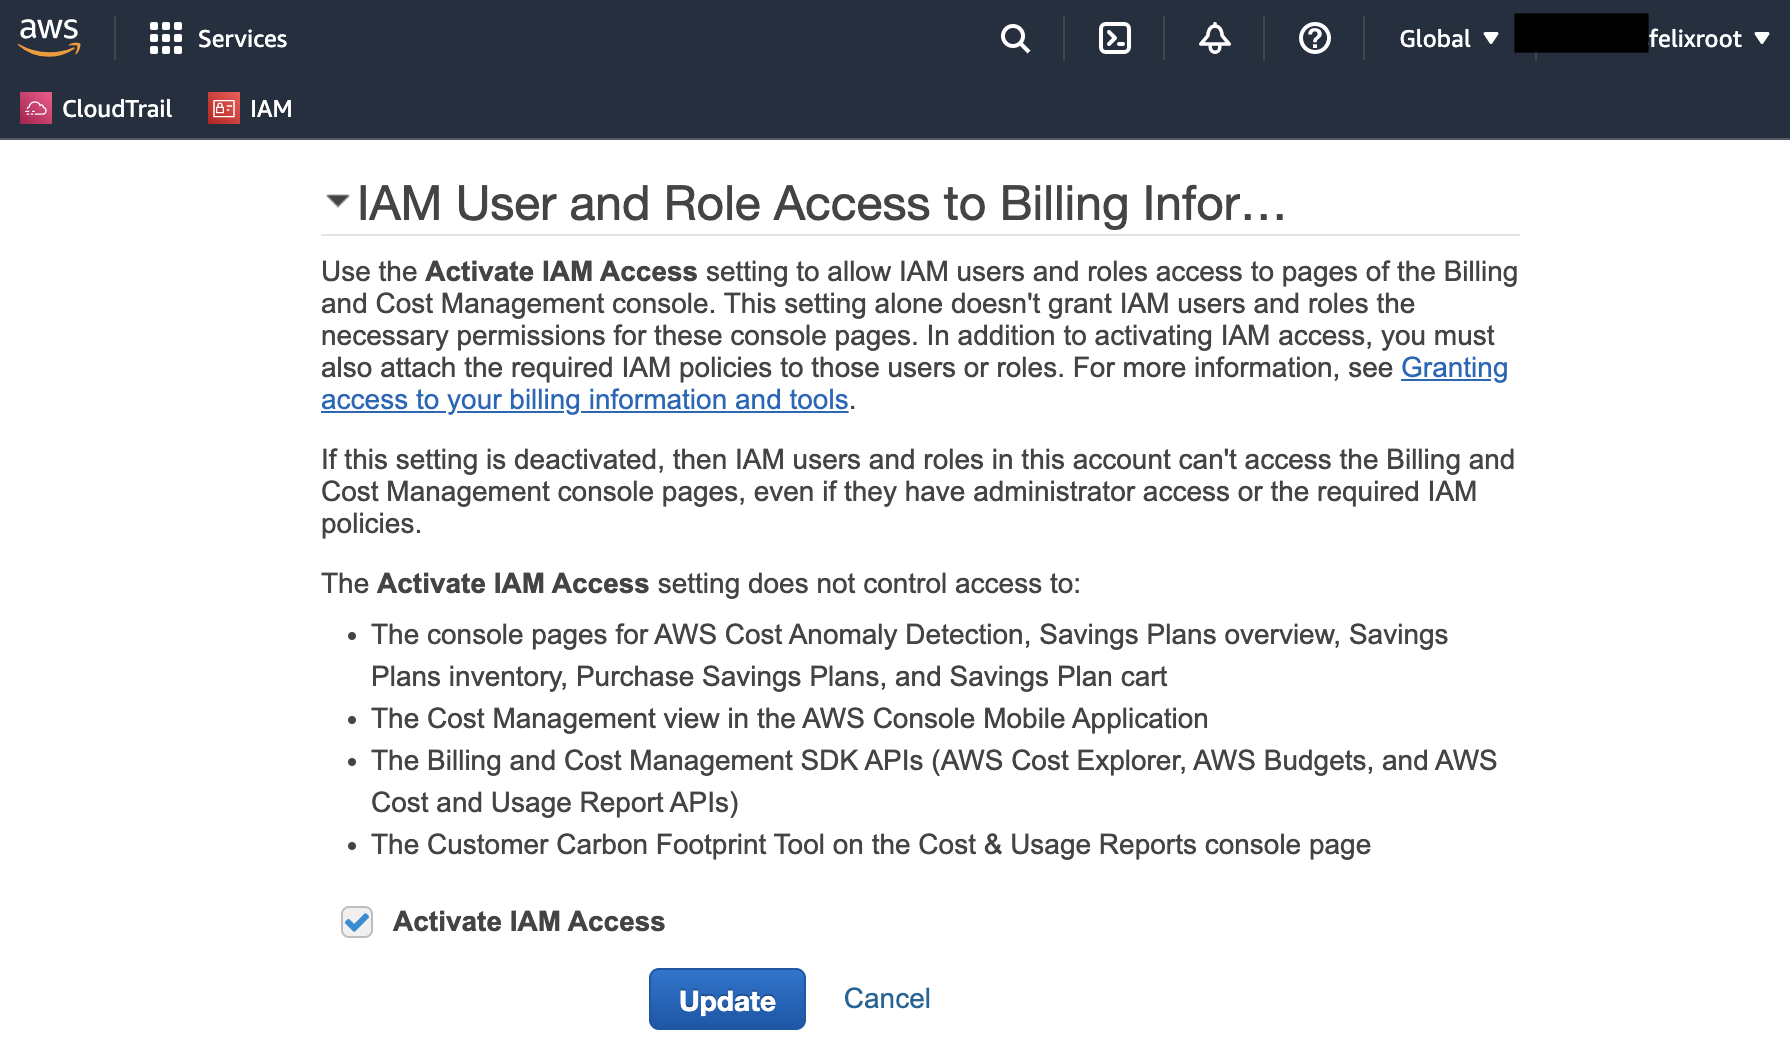 aws
Services
Global
felixroot
CloudTrail
IAM
IAM User and Role Access to Billing Infor…
Use the Activate IAM Access setting to allow IAM users and roles access to pages of the Billing
and Cost Management console. This setting alone doesn't grant IAM users and roles the
necessary permissions for these console pages. In addition to activating IAM access, you must
also attach the required IAM policies to those users or roles. For more information, see Granting
access to your billing information and tools.
If this setting is deactivated, then IAM users and roles in this account can't access the Billing and
Cost Management console pages, even if they have administrator access or the required IAM
policies.
The Activate IAM Access setting does not control access to:
• The console pages for AWS Cost Anomaly Detection, Savings Plans overview, Savings
Plans inventory, Purchase Savings Plans, and Savings Plan cart
• The Cost Management view in the AWS Console Mobile Application
• The Billing and Cost Management SDK APIs (AWS Cost Explorer, AWS Budgets, and AWS
Cost and Usage Report APIs)
• The Customer Carbon Footprint Tool on the Cost & Usage Reports console page
Activate IAM Access
Update
Cancel